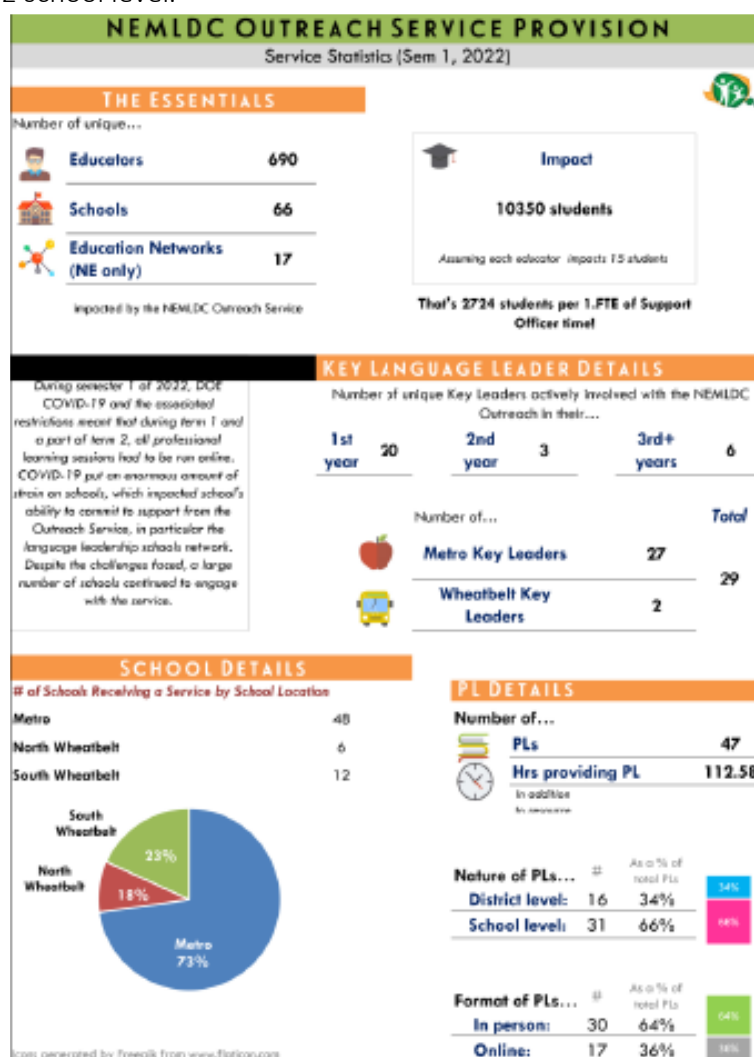 2 school level.
NEMLDC OUTREACH SERVICE PROVISION
Service Statistics (Sem 1, 2022)
THE ESSENTIALS
Number of unique...
Educators 690
Schools 66
Education Networks
(NE only) 17
impacted by the NEMLDC Outreach Service
Impact
10350 students
Assuming each educator impacts 15 students
That's 2724 students per 1.FTE of Support
Officer time!
During semester 1 of 2022, DOE
COVID-19 and the associated
restrictions meant that during term 1 and
a part of term 2, all professional
learning sessions had to be run online.
COVID-19 put an enormous amount of
strain on schools, which impacted school's
ability to commit to support from the
Outreach Service, in particular the
language leadership schools network.
Despite the challenges faced, a large
number of schools continued to engage
with the service.
KEY LANGUAGE LEADER DETAILS
Number of unique Key Leaders actively involved with the NEMLDC
Outreach in their...
1st
year 20
2nd
year 3
3rd+
years 6
Number of... Total
Metro Key Leaders 27
29
Wheatbelt Key
Leaders 2
SCHOOL DETAILS
# of Schools Receiving a Service by School Location
Metro 48
North Wheatbelt 6
South Wheatbelt 12
South
Wheatbelt
23%
North
Wheatbelt
18%
Metro
73%
Icons generated by Freepik from www.flaticon.com
PL DETAILS
Number of...
PLs 47
Hrs providing PL 112.58
In addition
Nature of PLs... # As a % of
total PLs
District level: 16 34% 34%
School level: 31 66% 66%
Format of PLs... # As a % of
total PLs
In person: 30 64% 64%
Online: 17 36% 36%